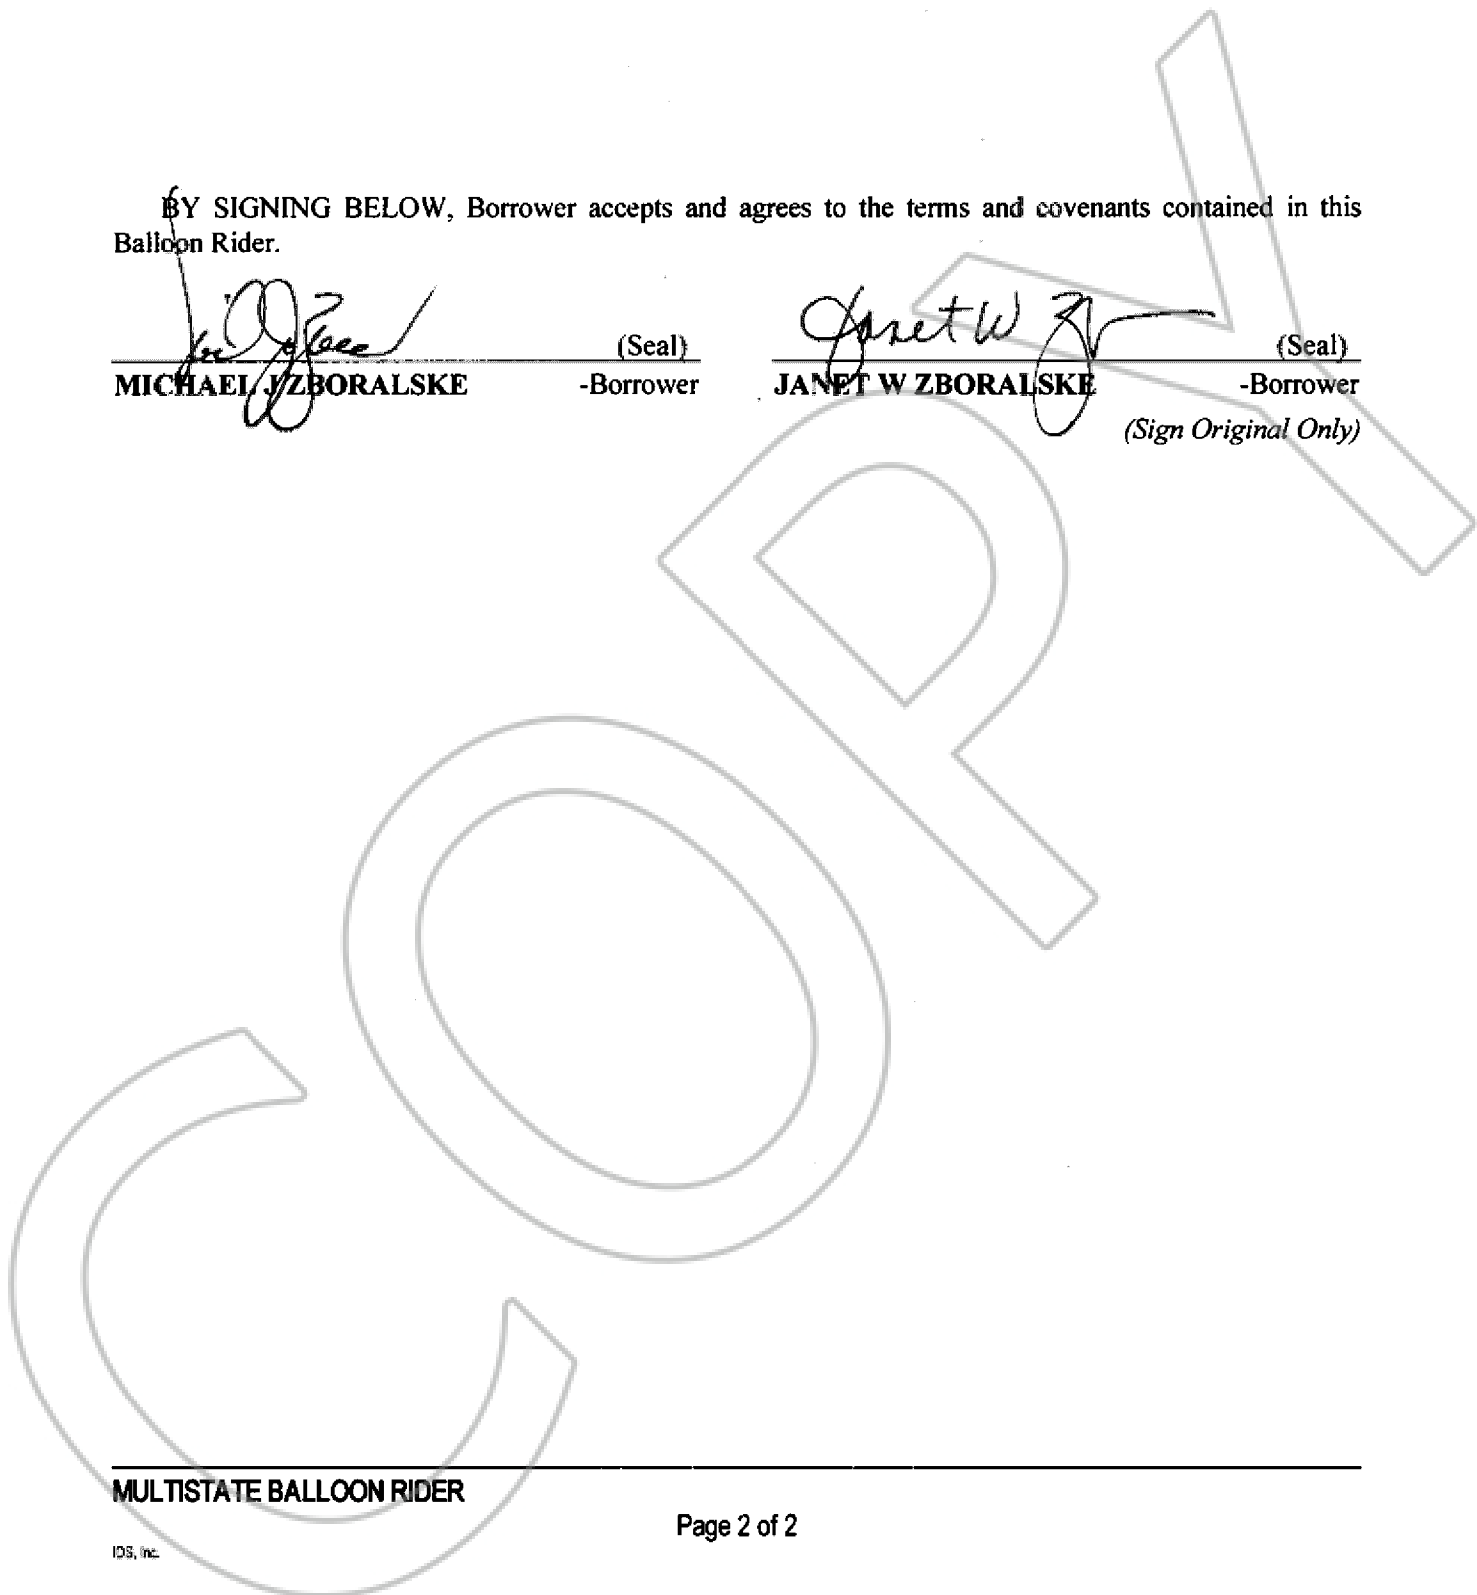 BY SIGNING BELOW, Borrower accepts and agrees to the terms and covenants contained in this
Balloon Rider.
Janet W
(Seal) (Seal)
MICHAEL J ZBORALSKE -Borrower JANET W ZBORALSKE -Borrower
(Sign Original Only)
COPY
MULTISTATE BALLOON RIDER
Page 2 of 2
IDS, Inc.